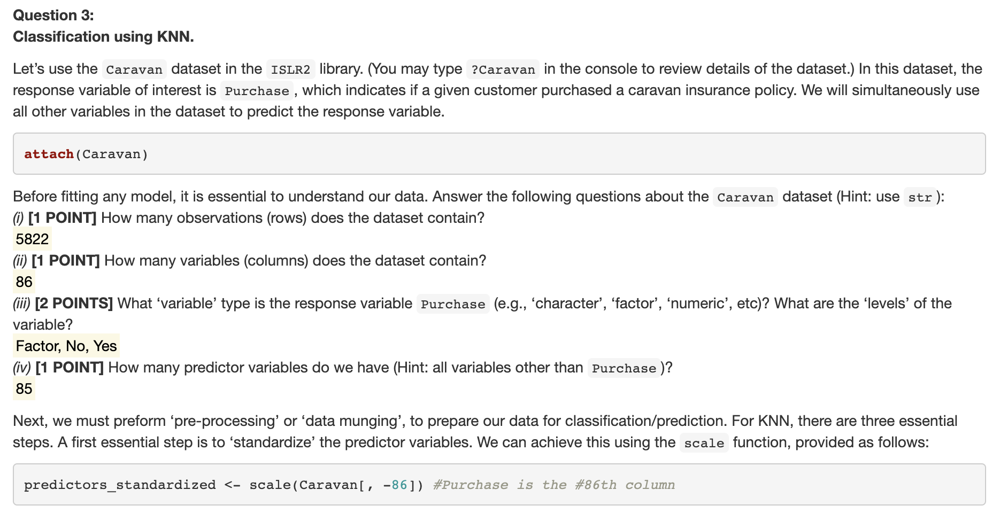 Question 3:
Classification using KNN.
Let’s use the Caravan dataset in the ISLR2 library. (You may type ?Caravan in the console to review details of the dataset.) In this dataset, the
response variable of interest is Purchase , which indicates if a given customer purchased a caravan insurance policy. We will simultaneously use
all other variables in the dataset to predict the response variable.
attach(Caravan)
Before fitting any model, it is essential to understand our data. Answer the following questions about the Caravan dataset (Hint: use str ):
(i) [1 POINT] How many observations (rows) does the dataset contain?
5822
(ii) [1 POINT] How many variables (columns) does the dataset contain?
86
(iii) [2 POINTS] What ‘variable’ type is the response variable Purchase (e.g., ‘character’, ‘factor’, ‘numeric’, etc)? What are the ‘levels’ of the
variable?
Factor, No, Yes
(iv) [1 POINT] How many predictor variables do we have (Hint: all variables other than Purchase )?
85
Next, we must preform ‘pre-processing’ or ‘data munging’, to prepare our data for classification/prediction. For KNN, there are three essential
steps. A first essential step is to ‘standardize’ the predictor variables. We can achieve this using the scale function, provided as follows:
predictors_standardized <- scale(Caravan[, -86]) #Purchase is the #86th column